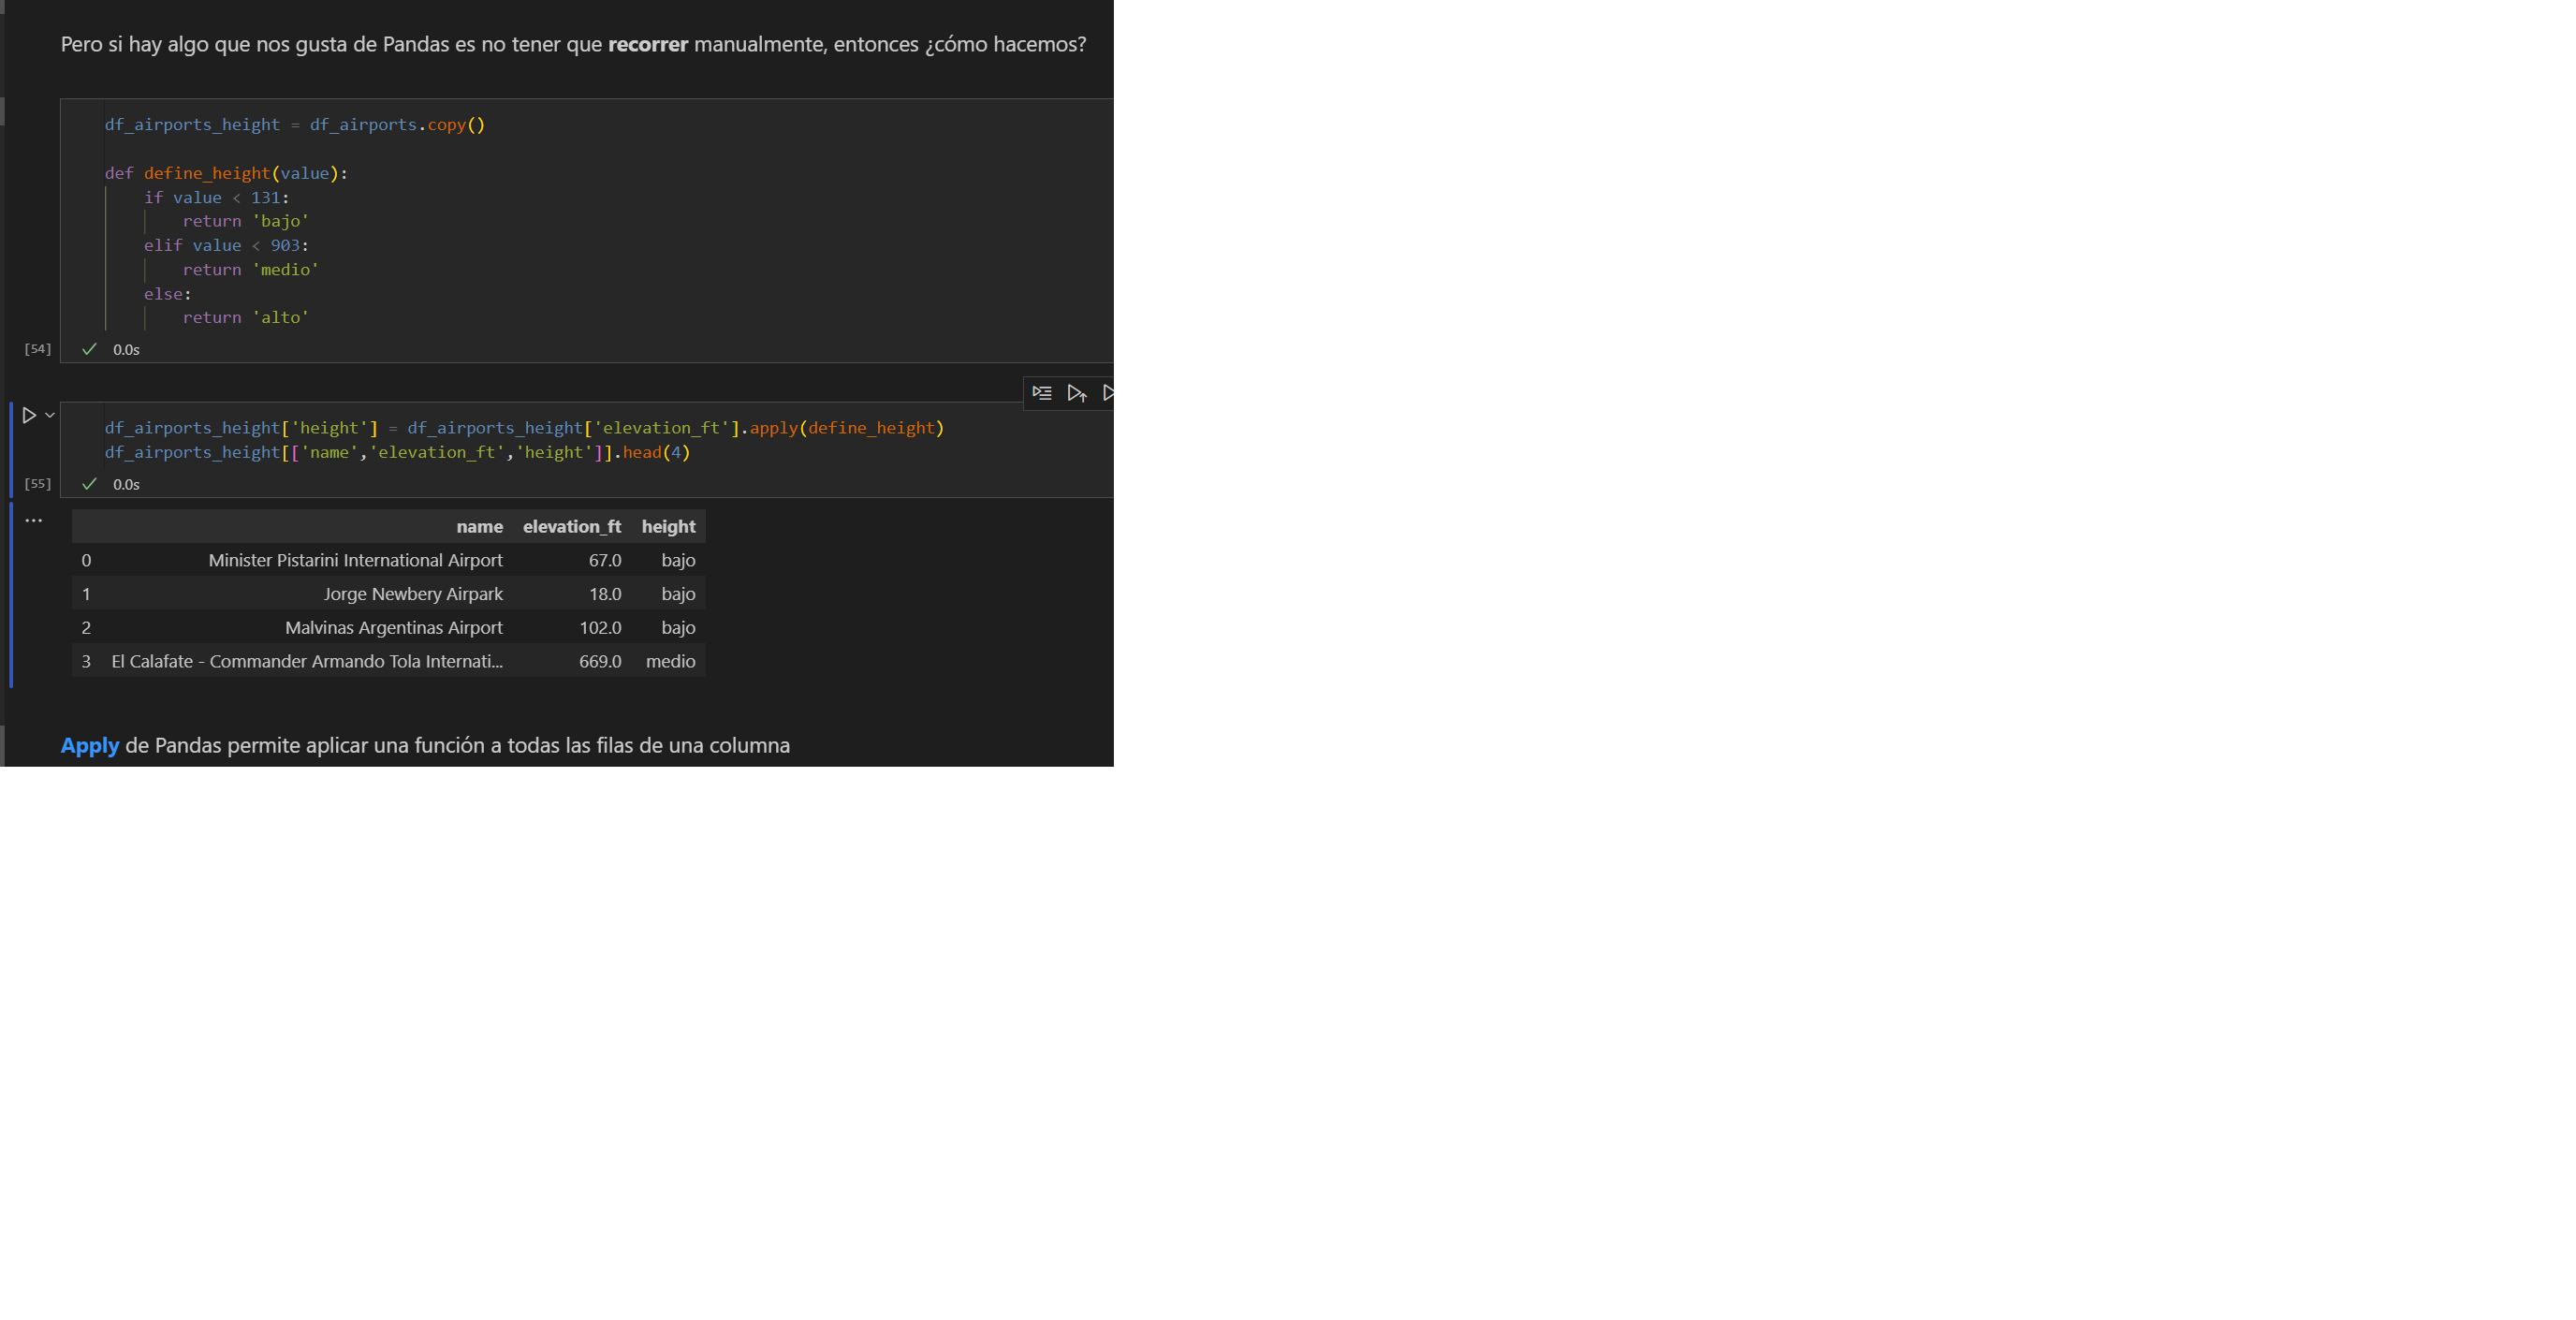 Pero si hay algo que nos gusta de Pandas es no tener que recorrer manualmente, entonces ¿cómo hacemos?
df_airports_height = df_airports.copy()
def define_height(value):
if value < 131:
return 'bajo'
elif value < 903:
return 'medio'
else:
return 'alto'
[54] 0.0s
df_airports_height['height'] = df_airports_height['elevation_ft'].apply(define_height)
df_airports_height[['name','elevation_ft','height']].head(4)
[55] 0.0s
... name elevation_ft height
0 Minister Pistarini International Airport 67.0 bajo
1 Jorge Newbery Airpark 18.0 bajo
2 Malvinas Argentinas Airport 102.0 bajo
3 El Calafate - Commander Armando Tola Internati... 669.0 medio
Apply de Pandas permite aplicar una función a todas las filas de una columna